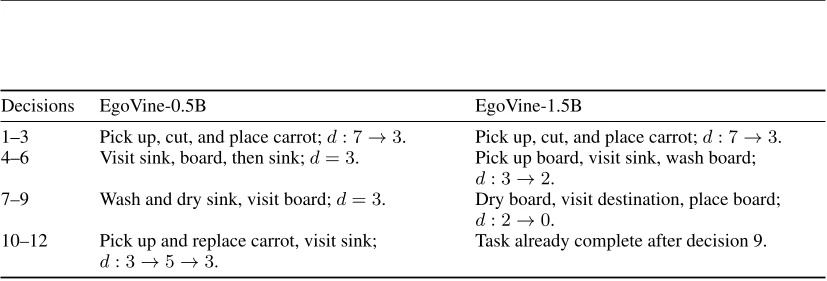 Decisions EgoVine-0.5B EgoVine-1.5B
1–3 Pick up, cut, and place carrot; d : 7 → 3. Pick up, cut, and place carrot; d : 7 → 3.
4–6 Visit sink, board, then sink; d = 3. Pick up board, visit sink, wash board;
d : 3 → 2.
7–9 Wash and dry sink, visit board; d = 3. Dry board, visit destination, place board;
d : 2 → 0.
10–12 Pick up and replace carrot, visit sink; Task already complete after decision 9.
d : 3 → 5 → 3.